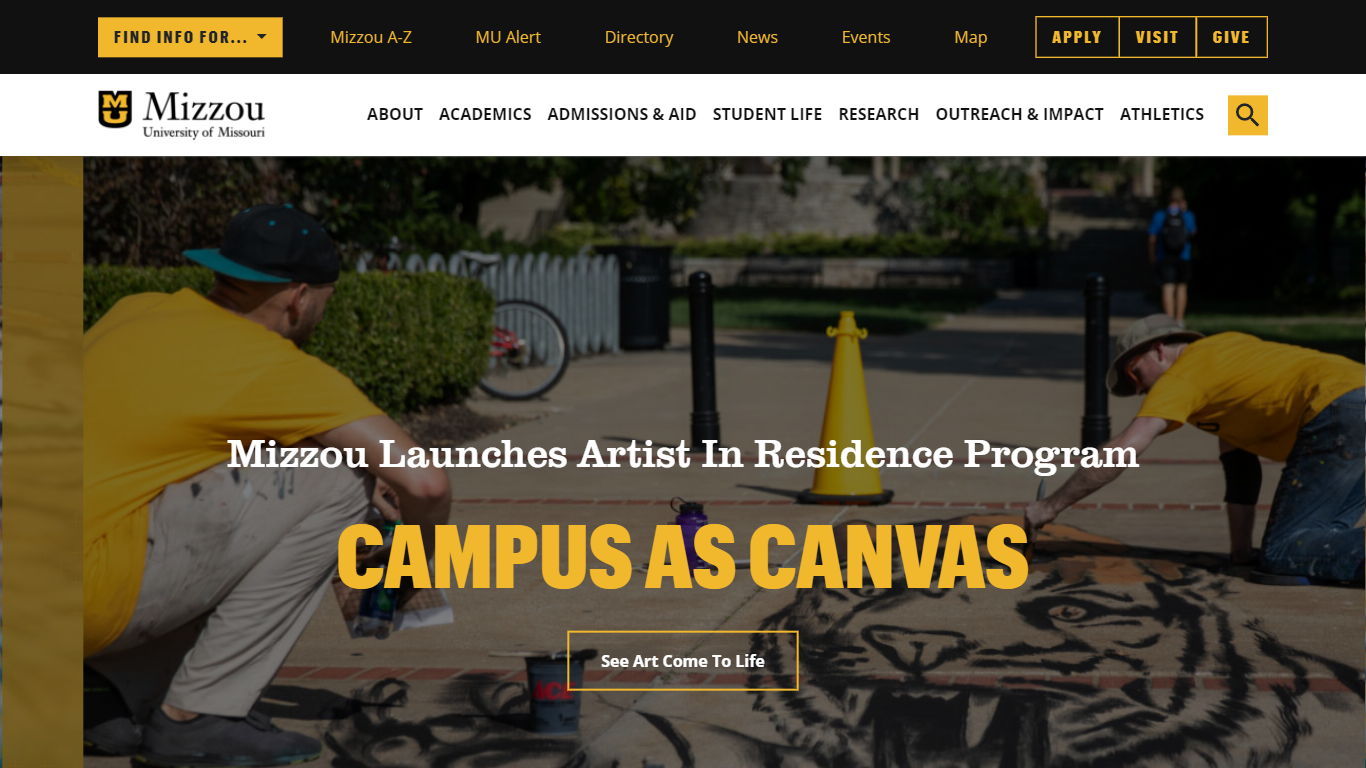 FIND INFO FOR...
Mizzou A-Z
MU Alert
Directory
News
Events
Map
APPLY
VISIT
GIVE
MU
Mizzou
University of Missouri
ABOUT
ACADEMICS
ADMISSIONS & AID
STUDENT LIFE
RESEARCH
OUTREACH & IMPACT
ATHLETICS
Mizzou Launches Artist In Residence Program
CAMPUS AS CANVAS
See Art Come To Life
ACE